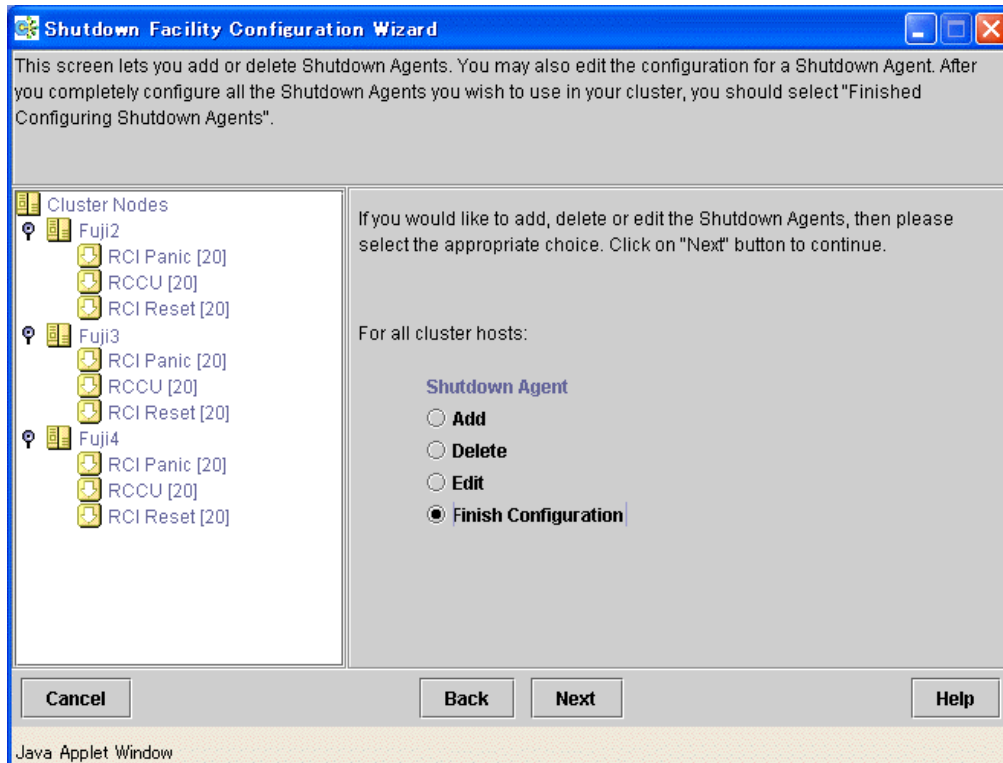 Shutdown Facility Configuration Wizard
This screen lets you add or delete Shutdown Agents. You may also edit the configuration for a Shutdown Agent. After
you completely configure all the Shutdown Agents you wish to use in your cluster, you should select "Finished
Configuring Shutdown Agents".
Cluster Nodes
Fuji2
RCI Panic [20]
RCCU [20]
RCI Reset [20]
Fuji3
RCI Panic [20]
RCCU [20]
RCI Reset [20]
Fuji4
RCI Panic [20]
RCCU [20]
RCI Reset [20]
If you would like to add, delete or edit the Shutdown Agents, then please
select the appropriate choice. Click on "Next" button to continue.
For all cluster hosts:
Shutdown Agent
Add
Delete
Edit
Finish Configuration
Cancel
Back
Next
Help
Java Applet Window